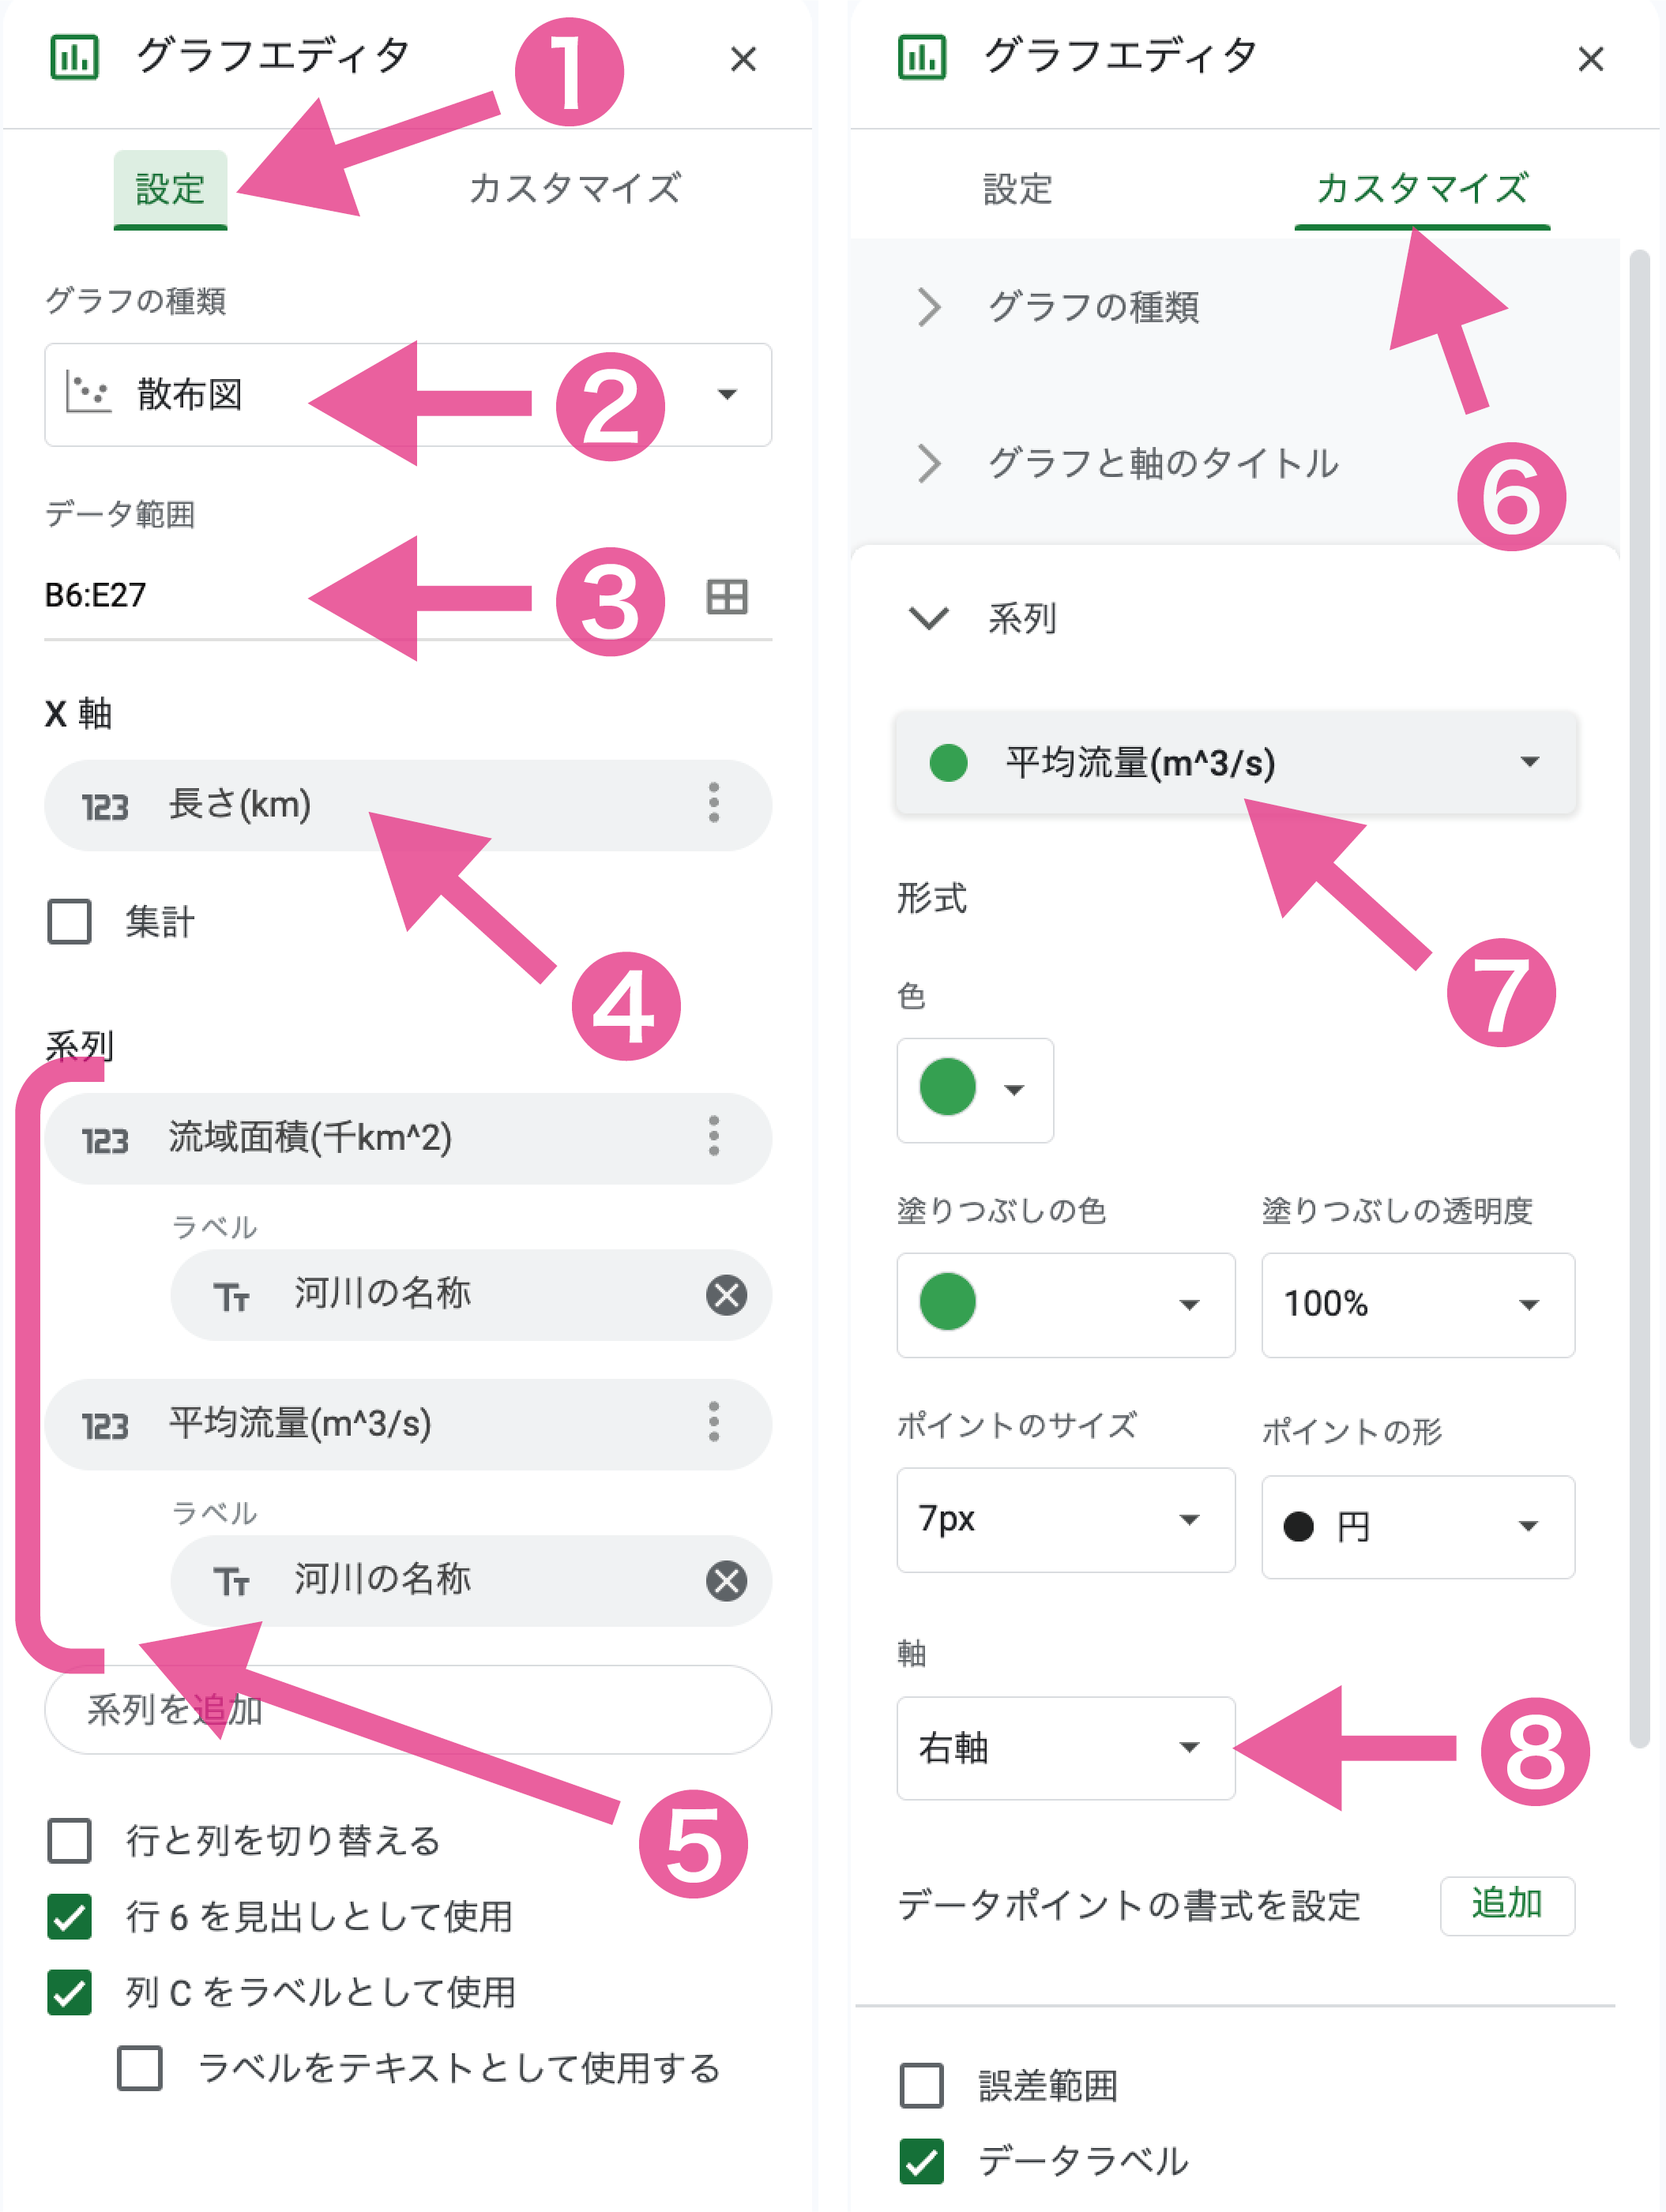 グラフエディタ
1
設定
カスタマイズ
グラフの種類
散布図
2
データ範囲
B6:E27
3
X 軸
123 長さ(km)
集計
4
系列
123 流域面積(千km^2)
ラベル
Tт 河川の名称
123 平均流量(m^3/s)
ラベル
Tт 河川の名称
系列を追加
5
行と列を切り替える
行 6 を見出しとして使用
列 C をラベルとして使用
ラベルをテキストとして使用する
グラフエディタ
設定
カスタマイズ
グラフの種類
グラフと軸のタイトル
6
系列
平均流量(m^3/s)
7
形式
色
塗りつぶしの色
塗りつぶしの透明度
100%
ポイントのサイズ
ポイントの形
7px
円
軸
右軸
8
データポイントの書式を設定
追加
誤差範囲
データラベル